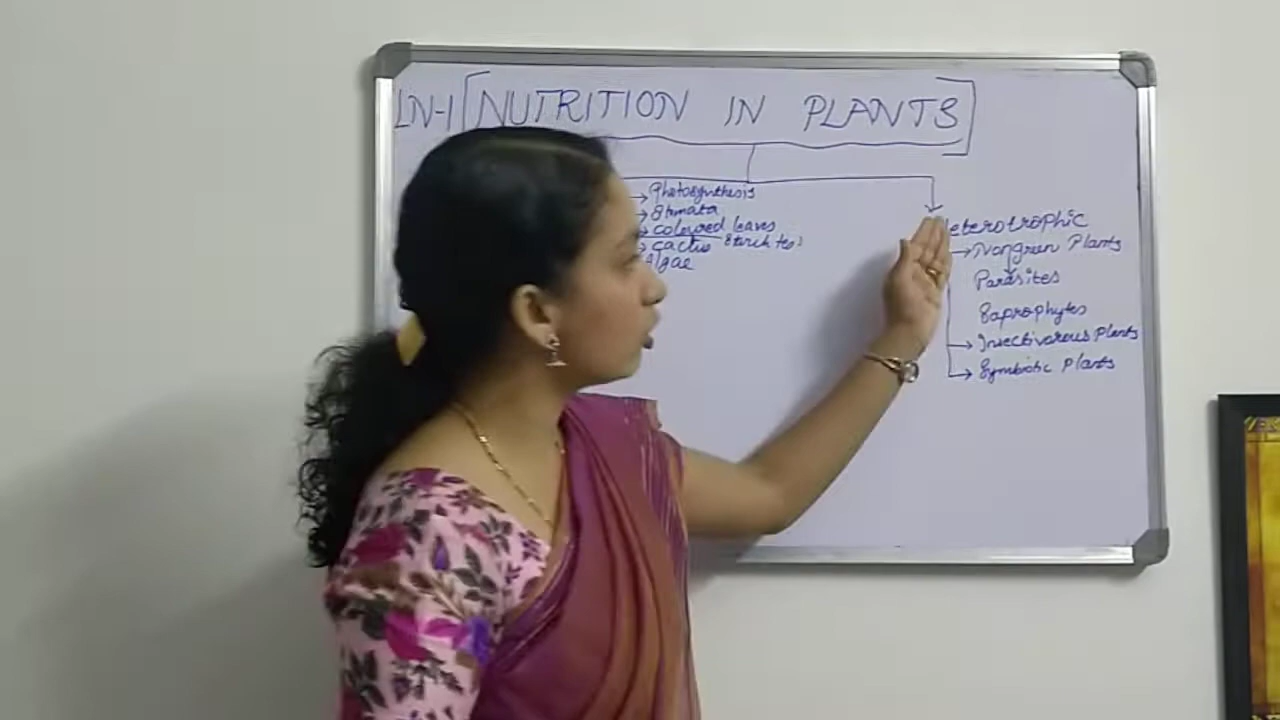 LN-1 [NUTRITION IN PLANTS]
→ Photosynthesis
→ Stomata
→ coloured leaves
→ cactus Starch test
Algae
eterotrophic
→ Nongreen Plants
Parasites
Saprophytes
→ Insectivorous Plants
→ Symbiotic Plants